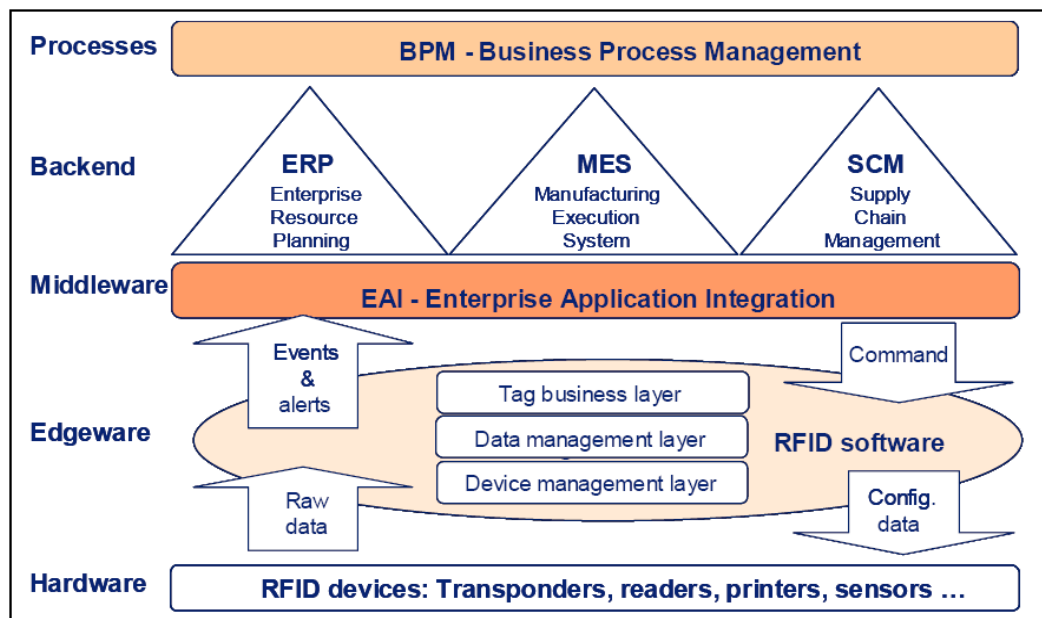 Processes
BPM - Business Process Management
Backend
ERP
Enterprise
Resource
Planning
MES
Manufacturing
Execution
System
SCM
Supply
Chain
Management
Middleware
EAI - Enterprise Application Integration
Events
&
alerts
Command
Edgeware
Tag business layer
Data management layer
Device management layer
RFID software
Raw
data
Config.
data
Hardware
RFID devices: Transponders, readers, printers, sensors ...